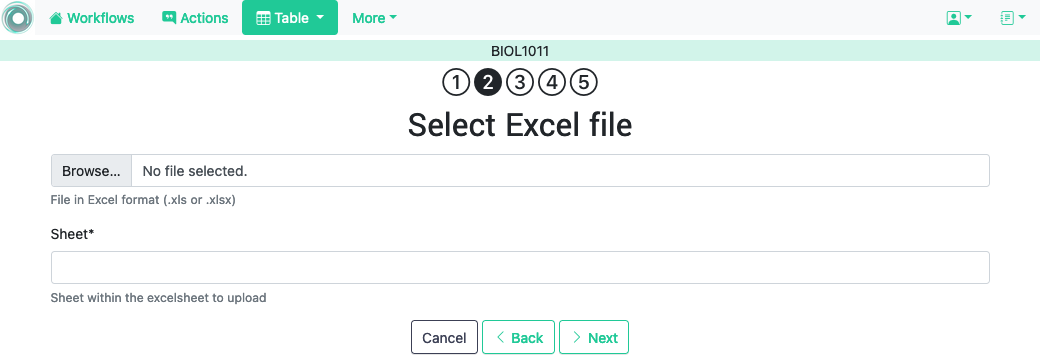 Workflows Actions Table More
BIOL1011
1 2 3 4 5
Select Excel file
Browse... No file selected.
File in Excel format (.xls or .xlsx)
Sheet*
Sheet within the excelsheet to upload
Cancel Back Next